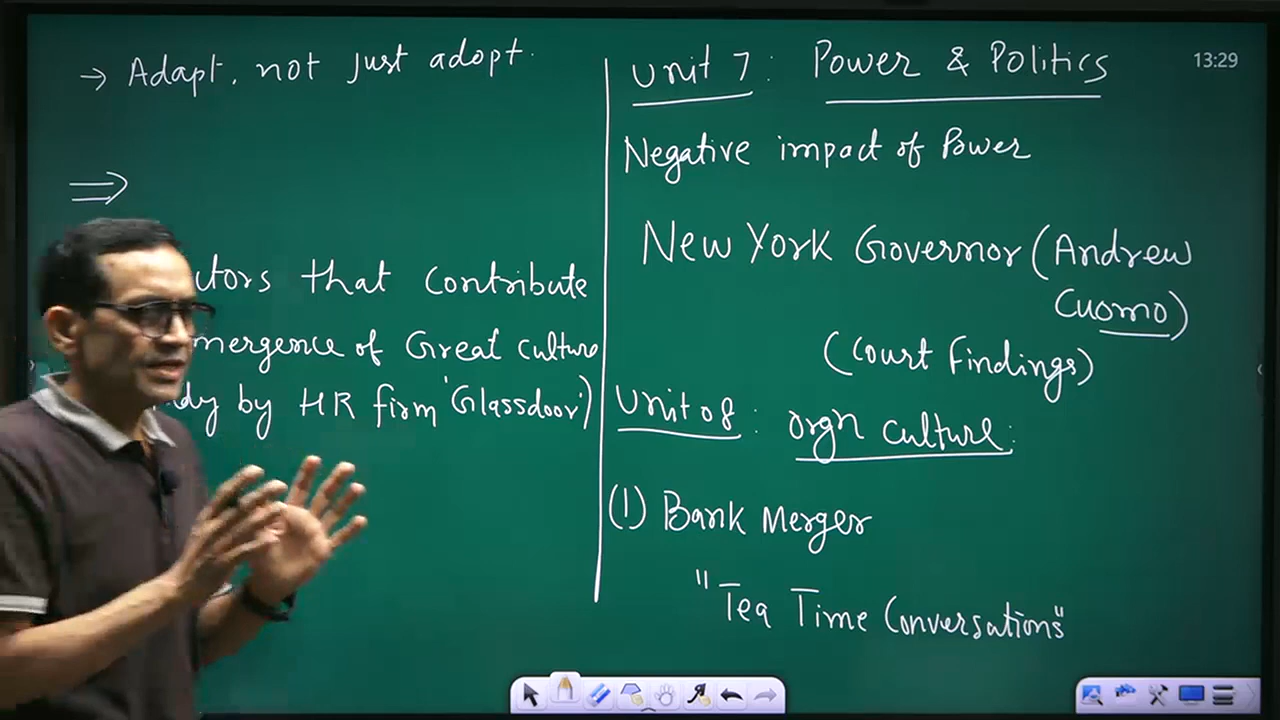 → Adapt, not just adopt.
⇒
that contribute
of Great culture
by HR firm 'Glassdoor')
Unit 7: Power & Politics
13:29
Negative impact of Power
New York Governor (Andrew
Cuomo)
(Court Findings)
Unit 08: orgn culture:
(1) Bank Merger
"Tea Time Conversations"